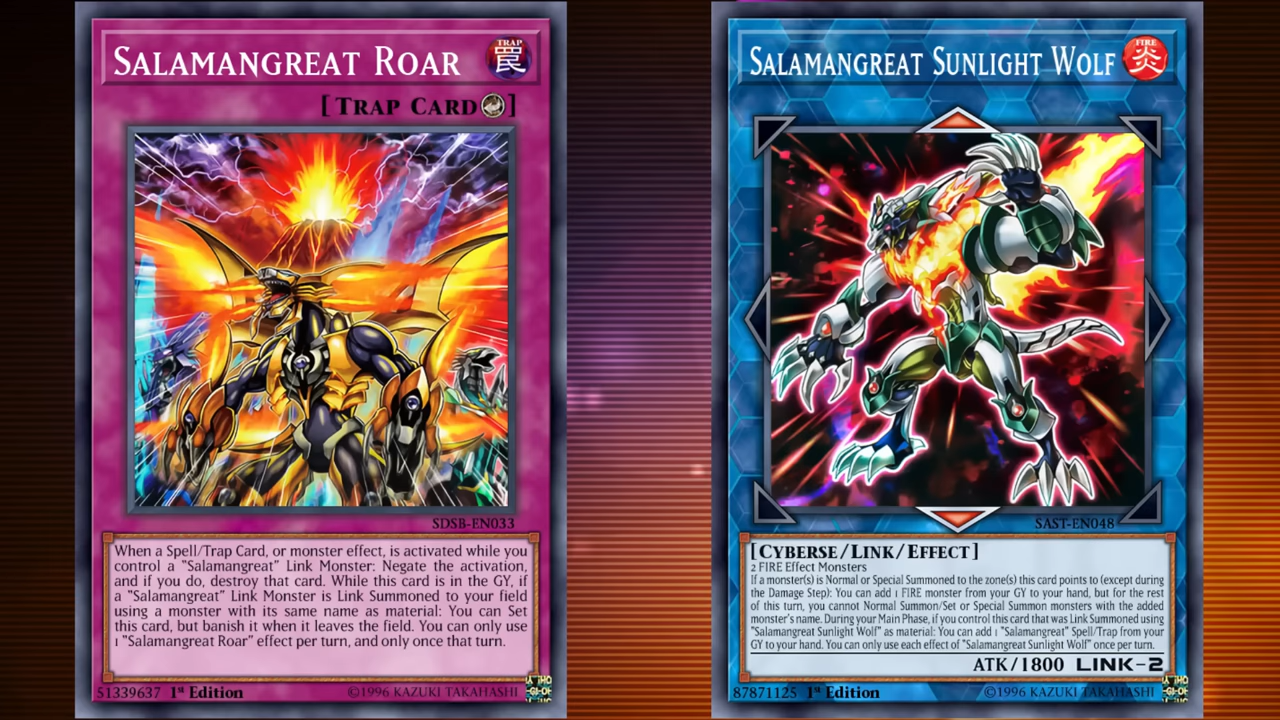 SALAMANGREAT ROAR
TRAP
罠
[TRAP CARD]
SDSB-EN033
When a Spell/Trap Card, or monster effect, is activated while you
control a "Salamangreat" Link Monster: Negate the activation,
and if you do, destroy that card. While this card is in the GY, if
a "Salamangreat" Link Monster is Link Summoned to your field
using a monster with its same name as material: You can Set
this card, but banish it when it leaves the field. You can only use
1 "Salamangreat Roar" effect per turn, and only once that turn.
51339637 1st Edition ©1996 KAZUKI TAKAHASHI
SALAMANGREAT SUNLIGHT WOLF
FIRE
炎
SAST-EN048
[CYBERSE/LINK/EFFECT]
2 FIRE Effect Monsters
If a monster(s) is Normal or Special Summoned to the zone(s) this card points to (except during
the Damage Step): You can add 1 FIRE monster from your GY to your hand, but for the rest
of this turn, you cannot Normal Summon/Set or Special Summon monsters with the added
monster's name. During your Main Phase, if you control this card that was Link Summoned using
"Salamangreat Sunlight Wolf" as material: You can add 1 "Salamangreat" Spell/Trap from your
GY to your hand. You can only use each effect of "Salamangreat Sunlight Wolf" once per turn.
ATK/1800 LINK-2
87871125 1st Edition ©1996 KAZUKI TAKAHASHI